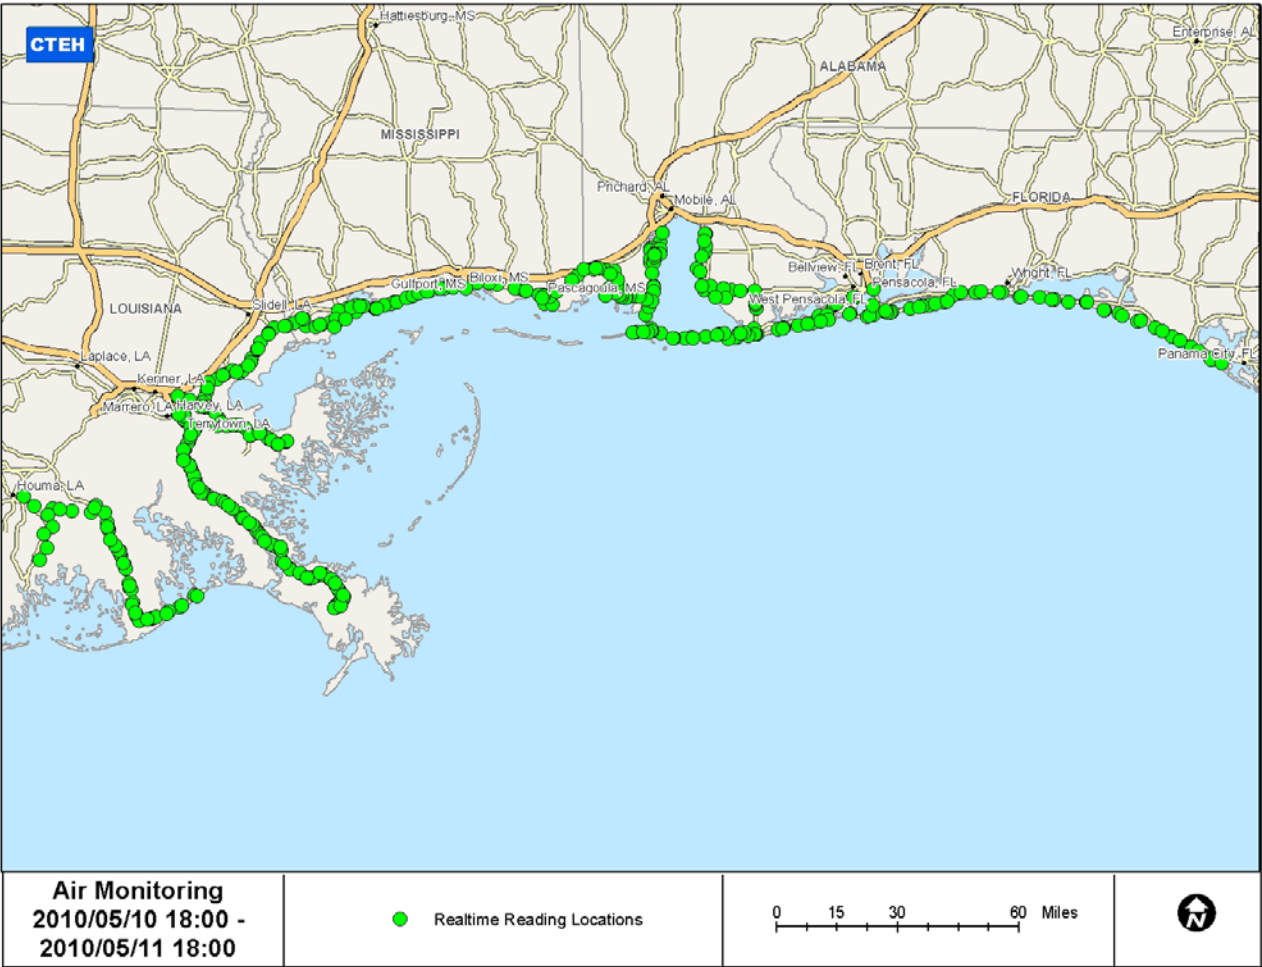 Hattiesburg, MS
Enterprise, AL
CTEH
ALABAMA
MISSISSIPPI
Prichard, AL
Mobile, AL
FLORIDA
Bellview, FL
Brent, FL
Wright, FL
Biloxi, MS
Gulfport, MS
Pascagoula, MS
Pensacola, FL
West Pensacola, FL
LOUISIANA
Slidell, LA
Laplace, LA
Panama City, FL
Kenner, LA
Marrero, LA
Harvey, LA
Terrytown, LA
Houma, LA
Air Monitoring
2010/05/10 18:00 -
2010/05/11 18:00
Realtime Reading Locations
0 15 30 60 Miles
N